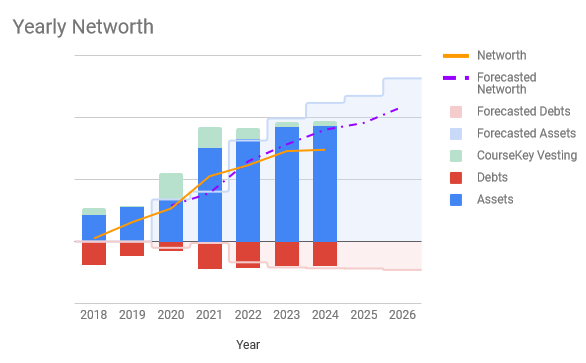 Yearly Networth
Networth
Forecasted
Networth
Forecasted Debts
Forecasted Assets
CourseKey Vesting
Debts
Assets
2018 2019 2020 2021 2022 2023 2024 2025 2026
Year